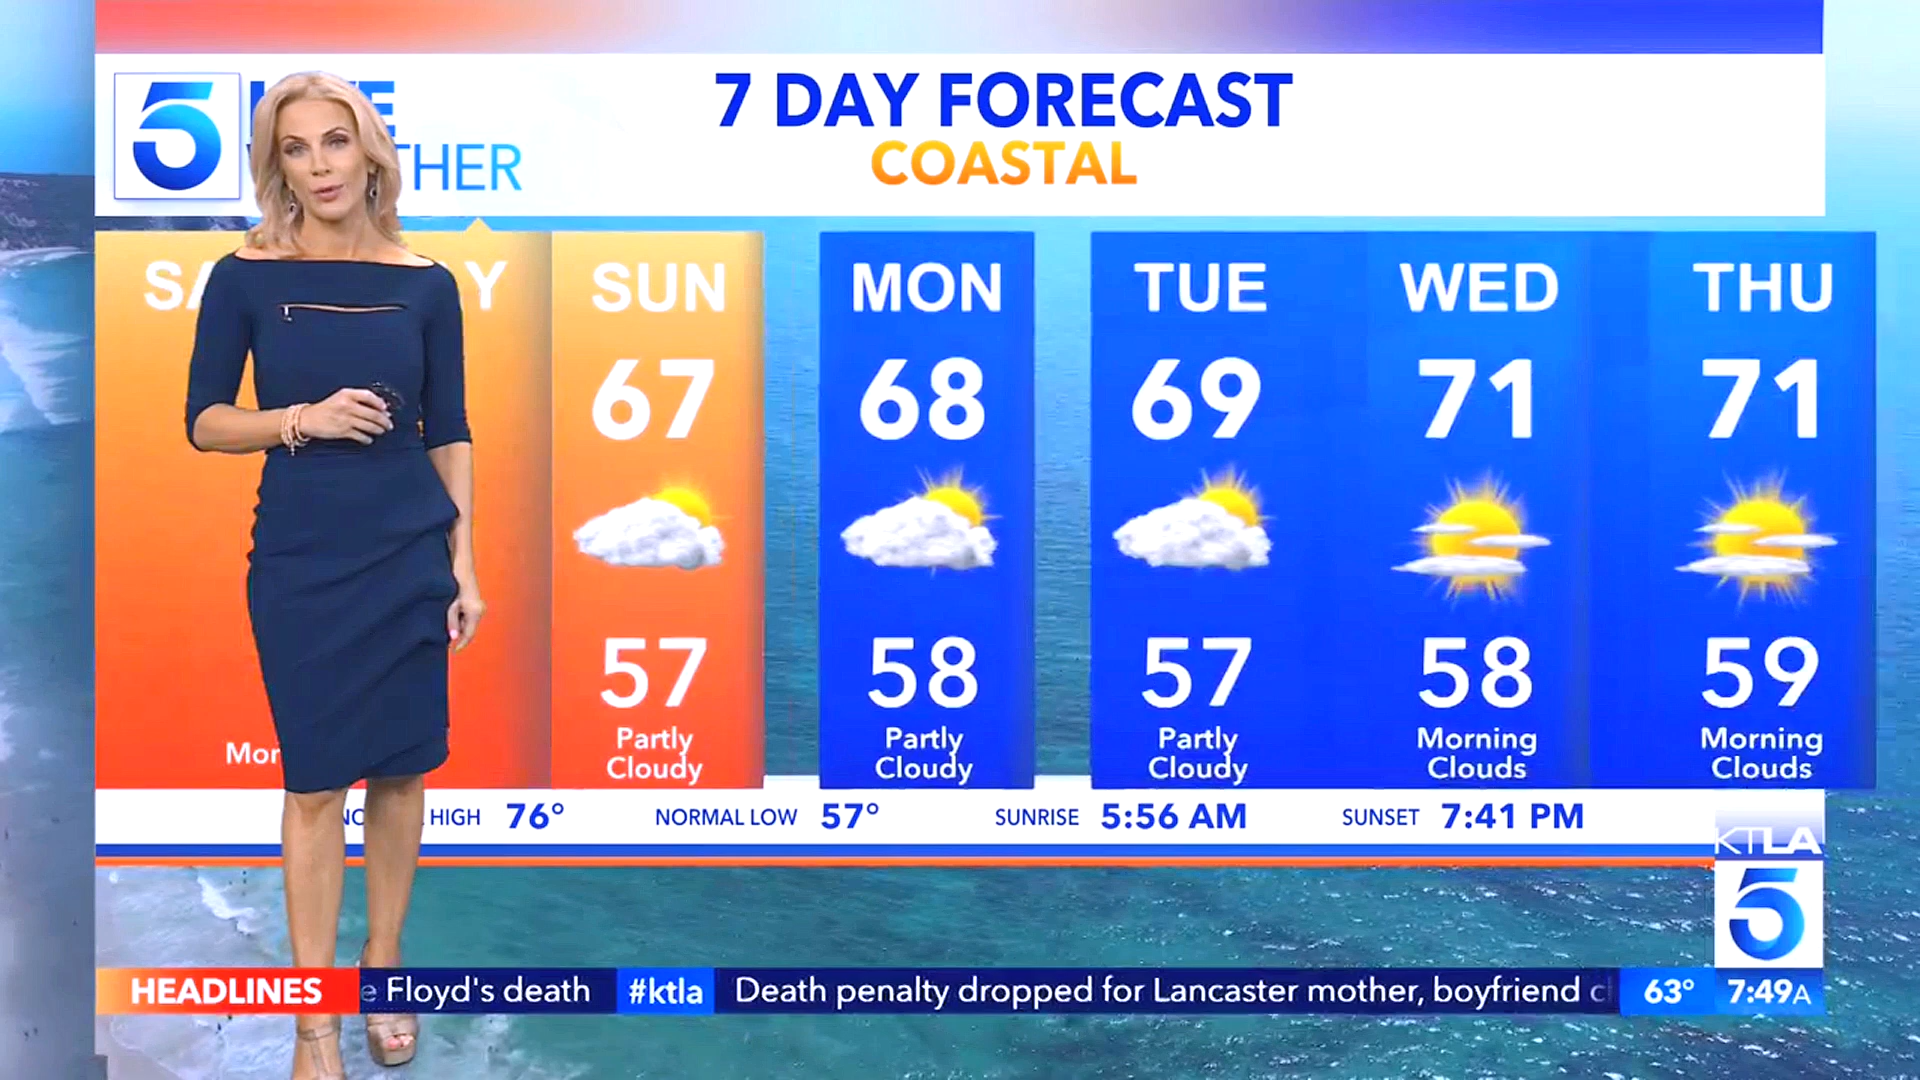 5
7 DAY FORECAST
COASTAL
SUN
MON
TUE
WED
THU
67
68
69
71
71
57
58
57
58
59
Partly
Cloudy
Partly
Cloudy
Partly
Cloudy
Morning
Clouds
Morning
Clouds
HIGH 76° NORMAL LOW 57° SUNRISE 5:56 AM SUNSET 7:41 PM
KTLA
5
HEADLINES Floyd's death #ktla Death penalty dropped for Lancaster mother, boyfriend 63° 7:49A